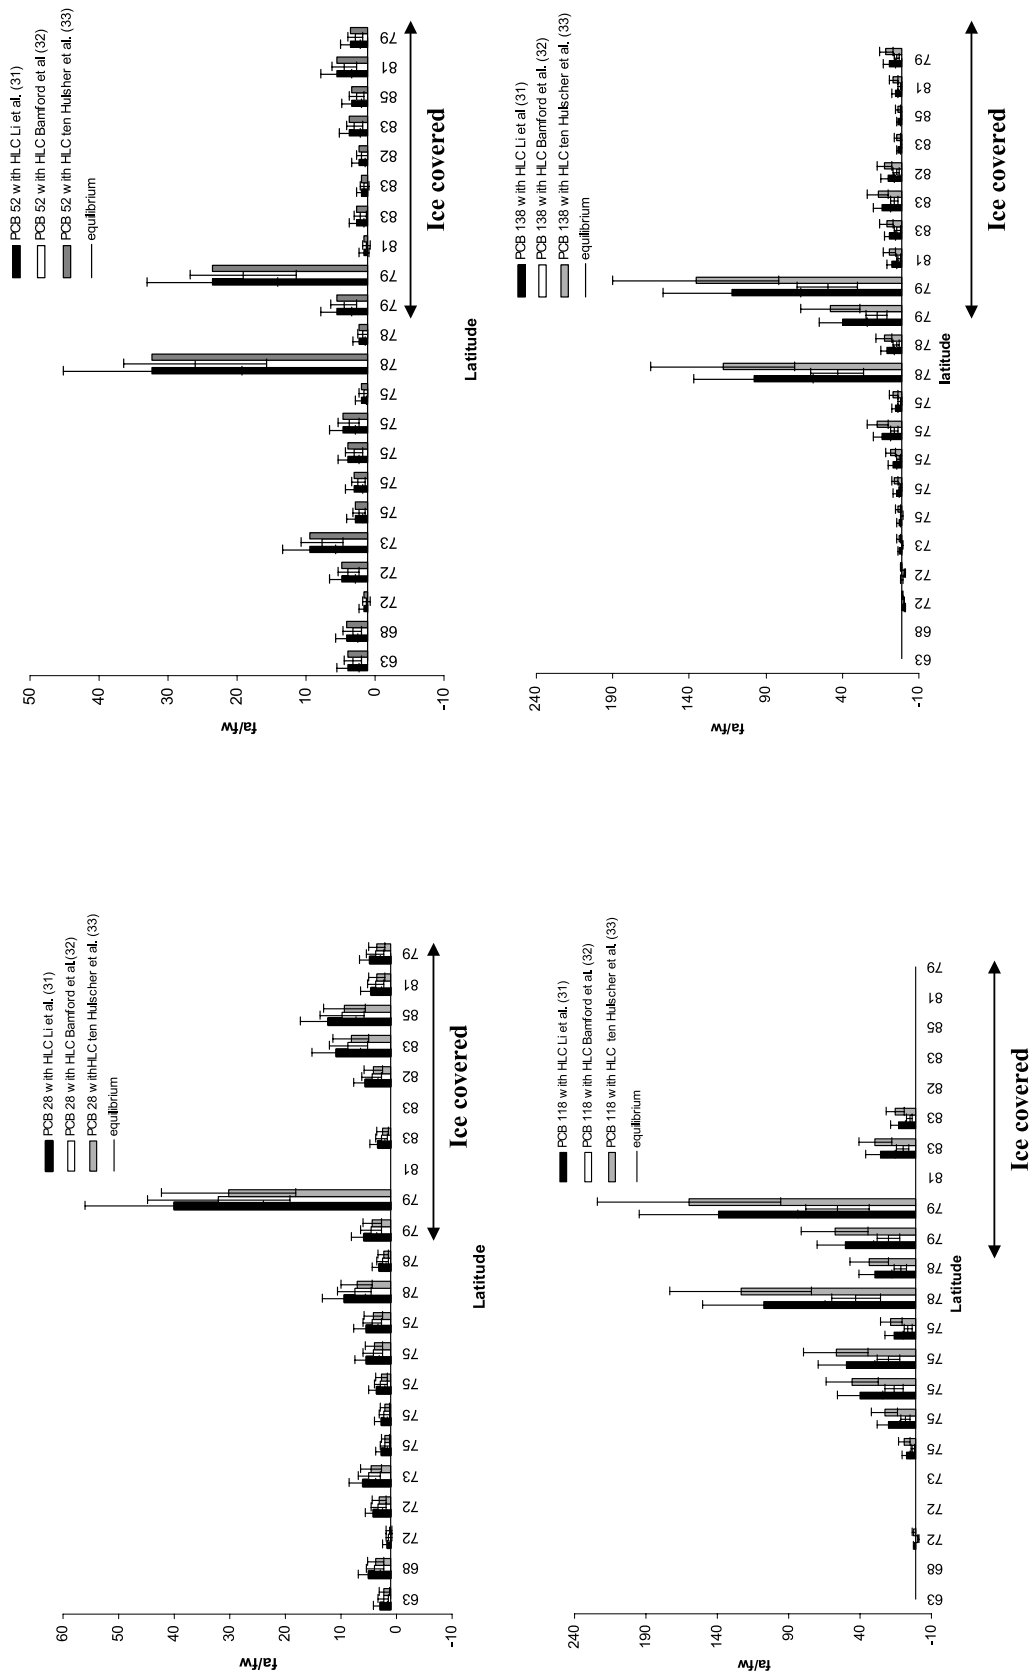 PCB 52 with HLC Li et al. (31)
PCB 52 with HLC Bamford et al (32)
PCB 52 with HLC ten Hulsher et al. (33)
equilibrium
50
40
30
20
10
0
-10
fa/fw
63 68 72 72 73 75 75 75 75 75 78 78 79 79 81 83 83 82 83 85 81 79
Latitude
Ice covered
PCB 138 with HLC Li et al (31)
PCB 138 with HLC Bamford et al. (32)
PCB 138 with HLC ten Hulscher et al. (33)
equilibrium
240
190
140
90
40
-10
fa/fw
63 68 72 72 73 75 75 75 75 75 78 78 79 79 81 83 83 82 83 85 81 79
latitude
Ice covered
PCB 28 with HLC Li et al. (31)
PCB 28 with HLC Bamford et al.(32)
PCB 28 withHLC ten Hulscher et al. (33)
equilibrium
60
50
40
30
20
10
0
-10
fa/fw
63 68 72 72 73 75 75 75 75 75 78 78 79 79 81 83 83 82 83 85 81 79
Latitude
Ice covered
PCB 118 with HLC Li et al. (31)
PCB 118 with HLC Bamford et al. (32)
PCB 118 with HLC ten Hulscher et al. (33)
equilibrium
240
190
140
90
40
-10
fa/fw
63 68 72 72 73 75 75 75 75 75 78 78 79 79 81 83 83 82 83 85 81 79
Latitude
Ice covered